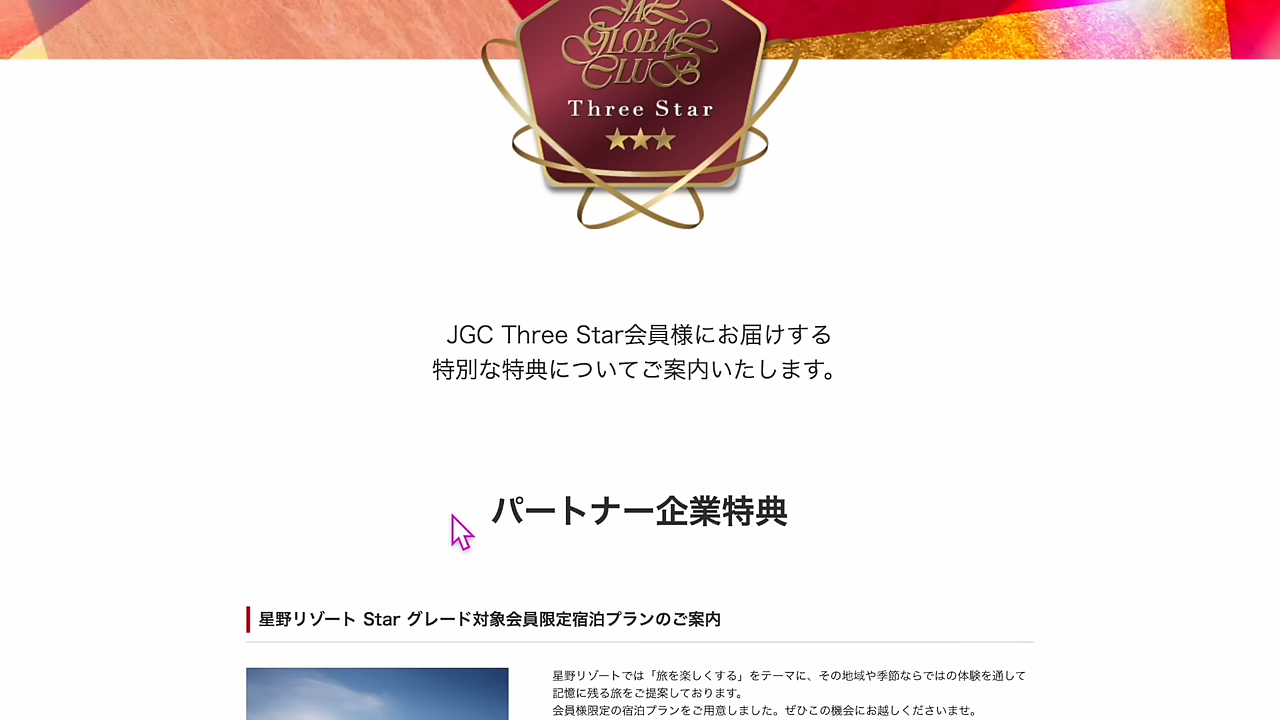 JAL
GLOBAL
CLUB
Three Star
JGC Three Star会員様にお届けする
特別な特典についてご案内いたします。
パートナー企業特典
星野リゾート Star グレード対象会員限定宿泊プランのご案内
星野リゾートでは「旅を楽しくする」をテーマに、その地域や季節ならではの体験を通して
記憶に残る旅をご提案しております。
会員様限定の宿泊プランをご用意しました。ぜひこの機会にお越しくださいませ。